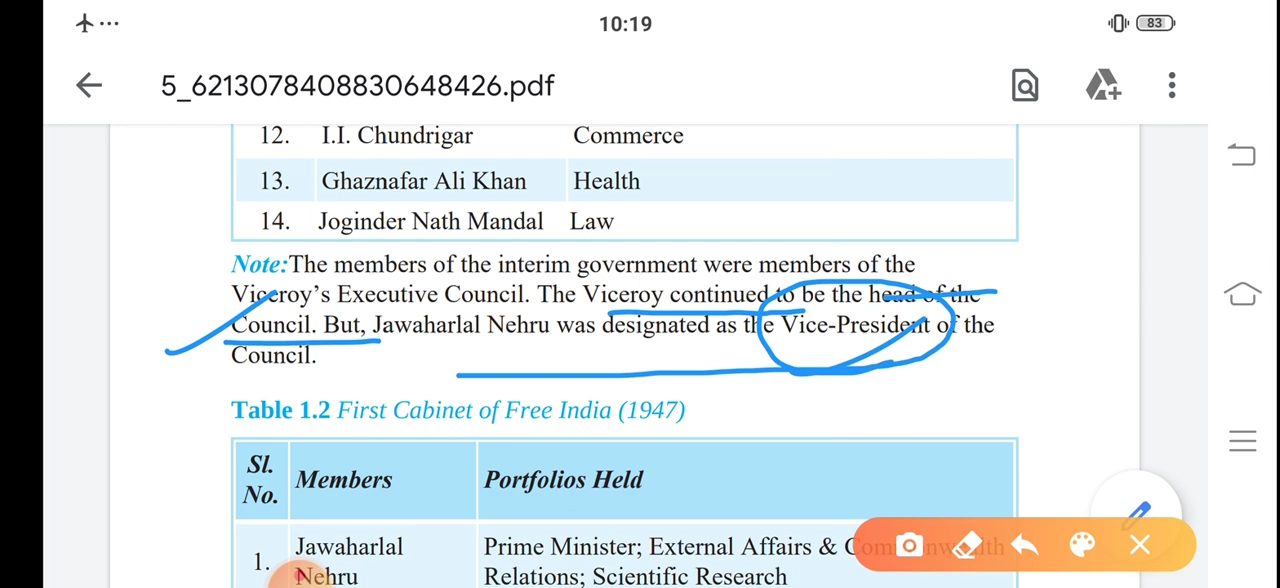 10:19
83
5_6213078408830648426.pdf
12. I.I. Chundrigar Commerce
13. Ghaznafar Ali Khan Health
14. Joginder Nath Mandal Law
Note:The members of the interim government were members of the
Viceroy’s Executive Council. The Viceroy continued to be the head of the
Council. But, Jawaharlal Nehru was designated as the Vice-President of the
Council.
Table 1.2 First Cabinet of Free India (1947)
Sl. No. Members Portfolios Held
1. Jawaharlal Nehru Prime Minister; External Affairs & Commonwealth
Relations; Scientific Research